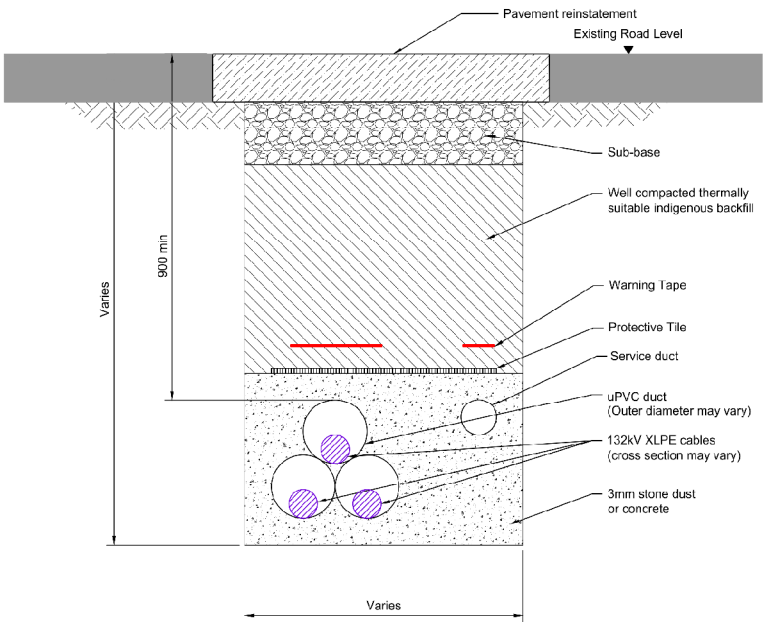 Pavement reinstatement
Existing Road Level
Sub-base
Well compacted thermally
suitable indigenous backfill
900 min
Varies
Warning Tape
Protective Tile
Service duct
uPVC duct
(Outer diameter may vary)
132kV XLPE cables
(cross section may vary)
3mm stone dust
or concrete
Varies